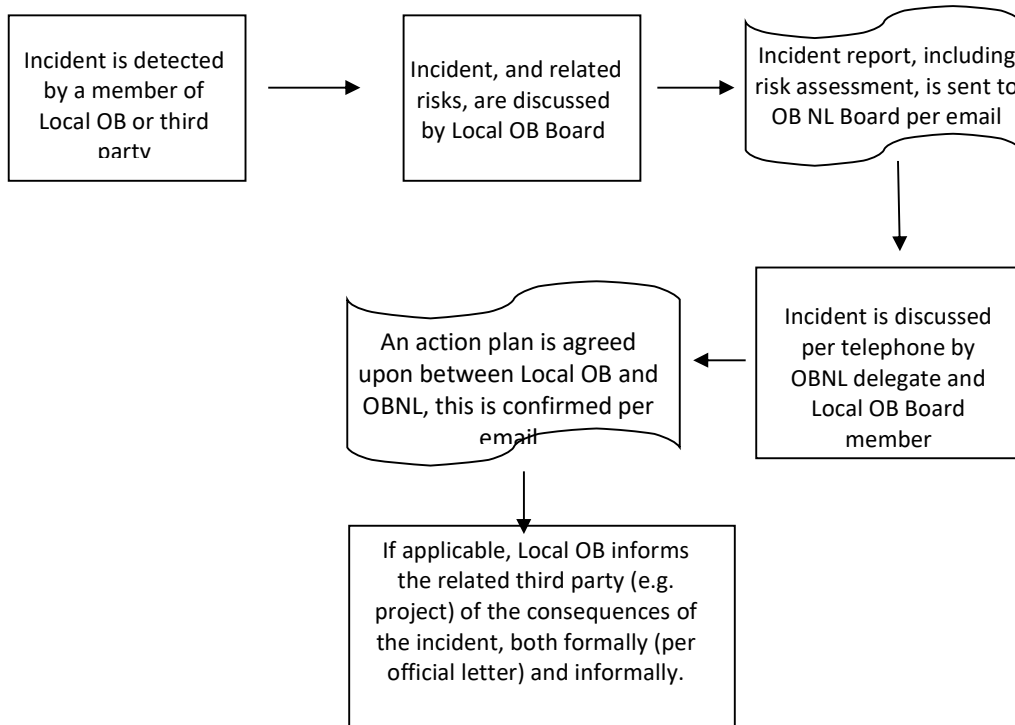 Incident is detected
by a member of
Local OB or third
party
Incident, and related
risks, are discussed
by Local OB Board
Incident report, including
risk assessment, is sent to
OB NL Board per email
Incident is discussed
per telephone by
OBNL delegate and
Local OB Board
member
An action plan is agreed
upon between Local OB and
OBNL, this is confirmed per
email
If applicable, Local OB informs
the related third party (e.g.
project) of the consequences of
the incident, both formally (per
official letter) and informally.